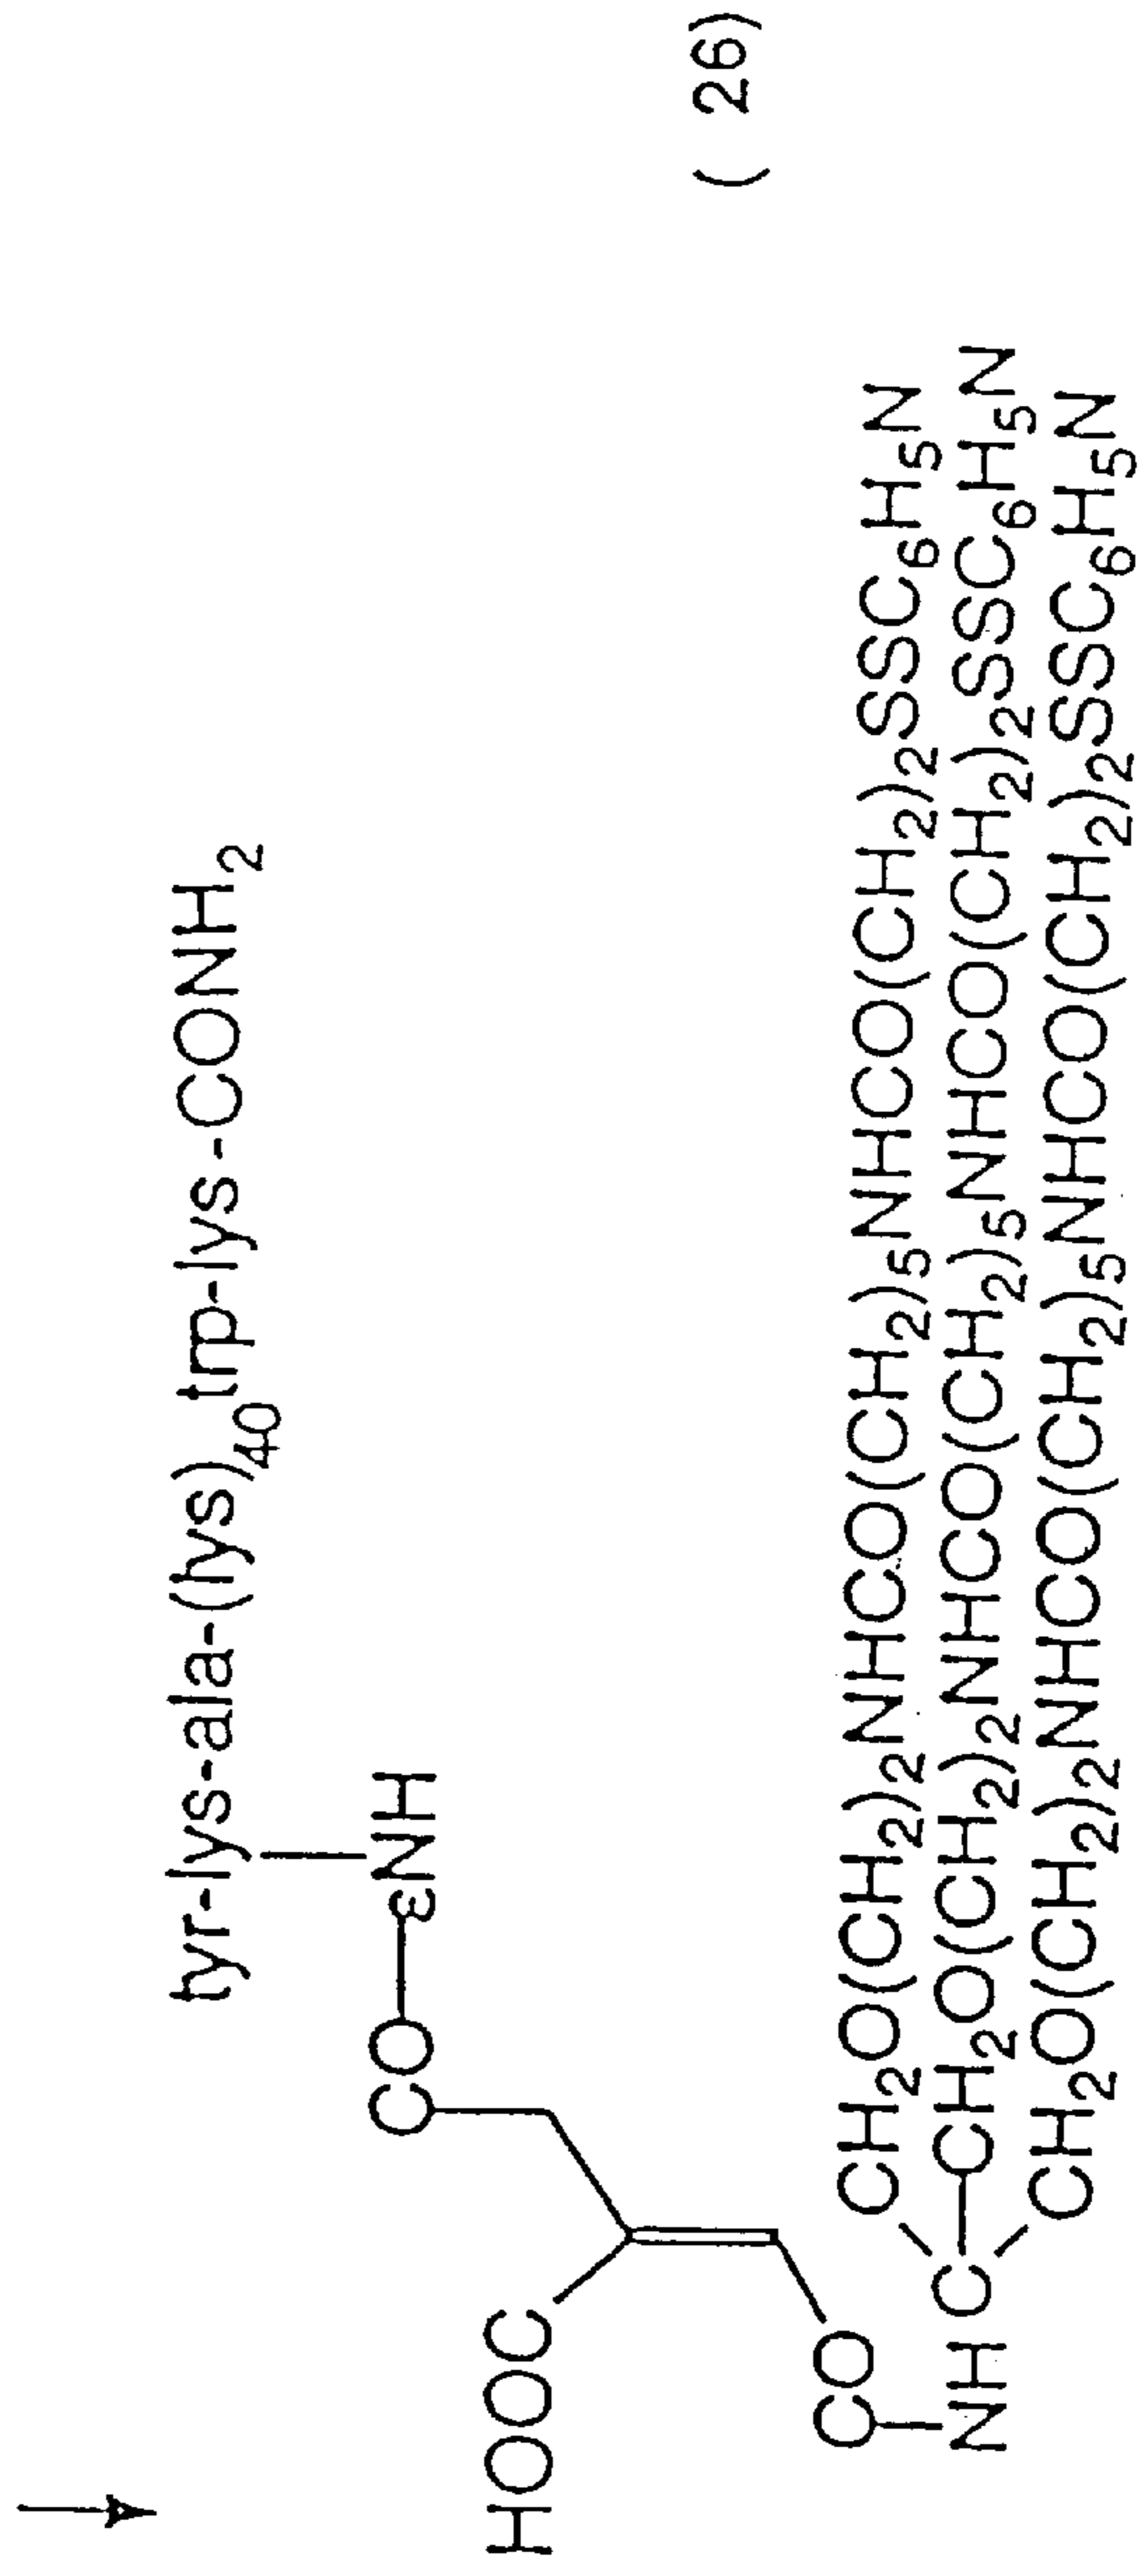 tyr-lys-ala-(lys)₄₀trp-lys-CONH₂
CO
εNH
HOOC
( 26)
CO
CH₂O(CH₂)₂NHCO(CH₂)₅NHCO(CH₂)₂SSC₆H₅N
NH C CH₂O(CH₂)₂NHCO(CH₂)₅NHCO(CH₂)₂SSC₆H₅N
CH₂O(CH₂)₂NHCO(CH₂)₅NHCO(CH₂)₂SSC₆H₅N